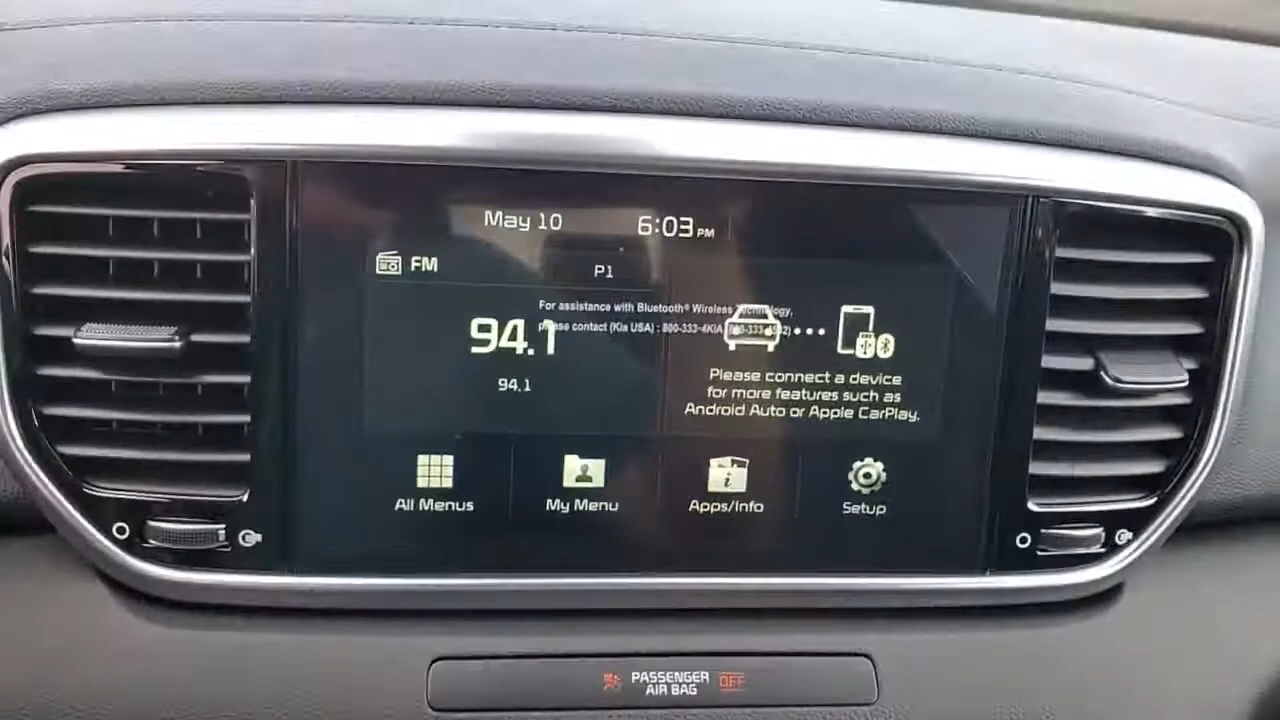 May 10
6:03 PM
FM
P1
For assistance with Bluetooth® Wireless Technology,
please contact (Kia USA) : 800-333-4KIA
94.1
94.1
Please connect a device
for more features such as
Android Auto or Apple CarPlay.
All Menus
My Menu
Apps/Info
Setup
PASSENGER
AIR BAG
OFF